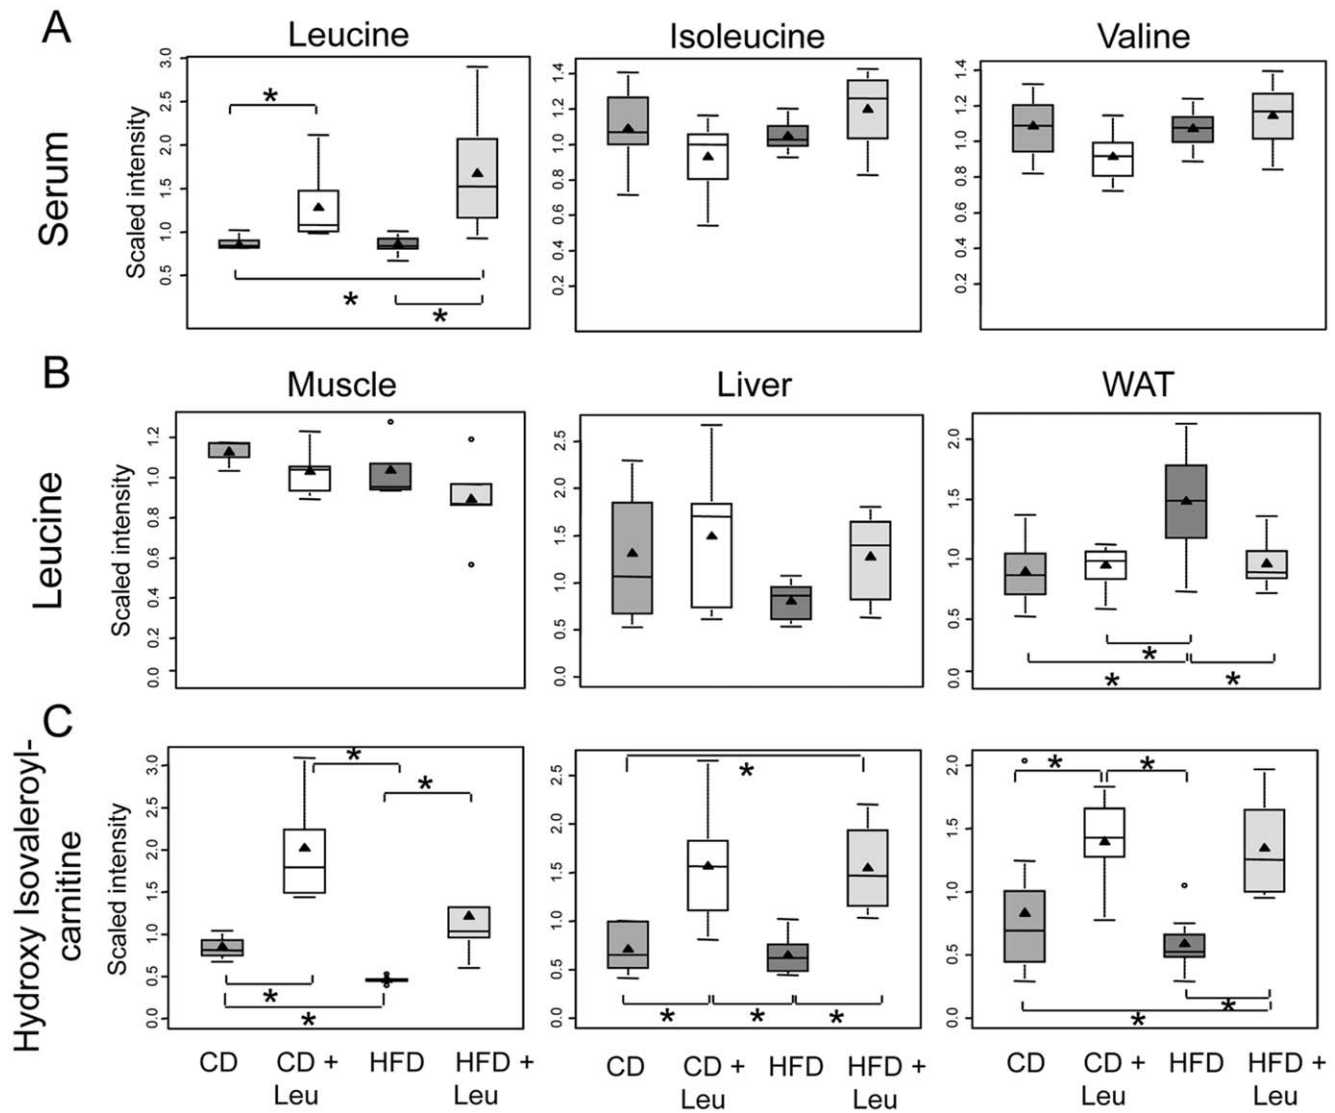 A
Leucine
Isoleucine
Valine
Serum
Scaled intensity
3.0
2.5
2.0
1.5
1.0
0.5
*
*
*
1.4
1.2
1.0
0.8
0.6
0.4
0.2
1.4
1.2
1.0
0.8
0.6
0.4
0.2
B
Muscle
Liver
WAT
Leucine
Scaled intensity
1.2
1.0
0.8
0.6
0.4
0.2
0.0
2.5
2.0
1.5
1.0
0.5
0.0
2.0
1.5
1.0
0.5
0.0
*
*
*
C
Hydroxy Isovaleroyl-
carnitine
Scaled intensity
3.0
2.5
2.0
1.5
1.0
0.5
0.0
*
*
*
*
2.5
2.0
1.5
1.0
0.5
0.0
*
*
*
*
2.0
1.5
1.0
0.5
0.0
*
*
*
*
CD
CD +
Leu
HFD
HFD +
Leu
CD
CD +
Leu
HFD
HFD +
Leu
CD
CD +
Leu
HFD
HFD +
Leu